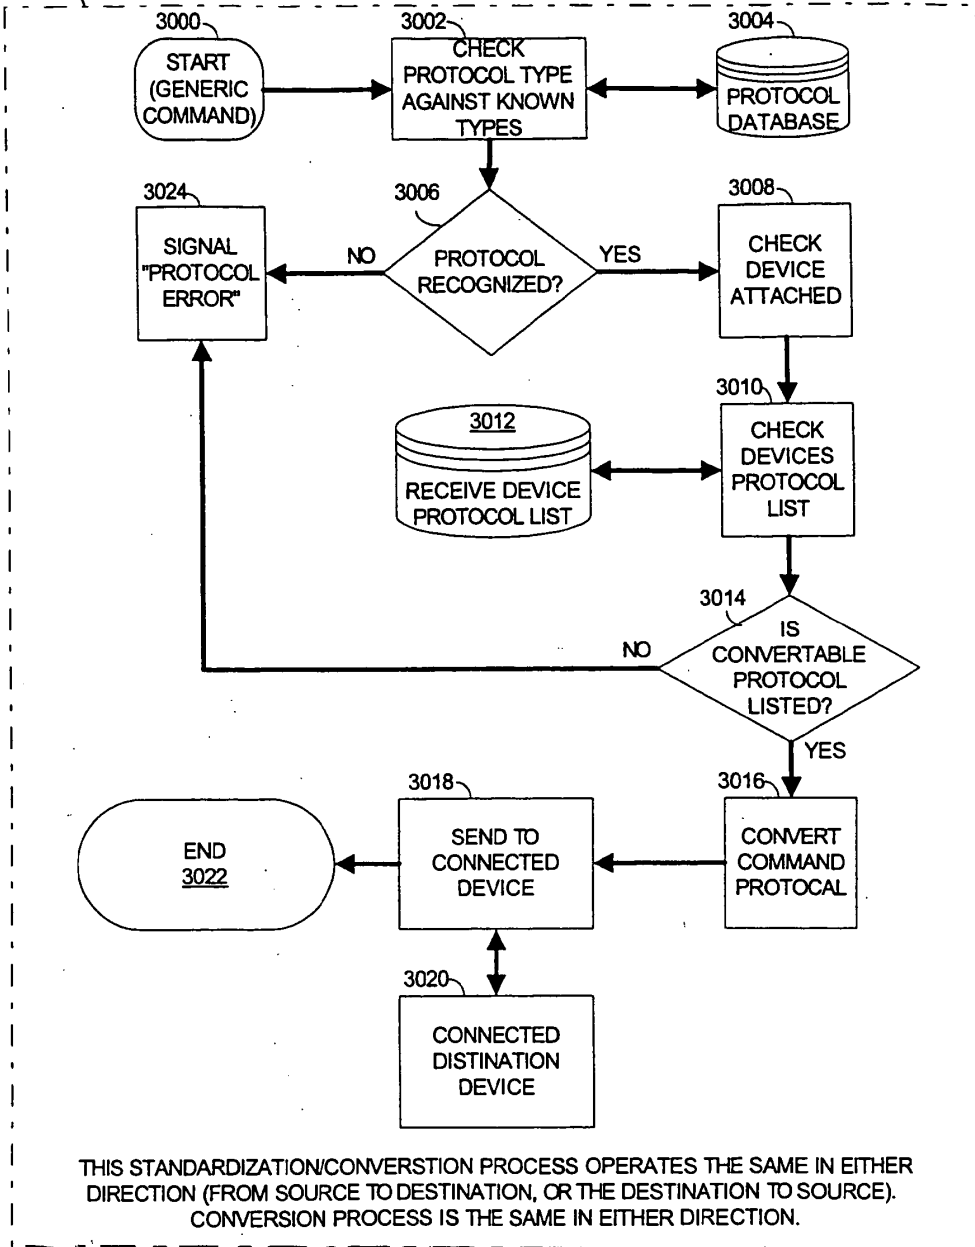 3000
START
(GENERIC
COMMAND)
3002
CHECK
PROTOCOL TYPE
AGAINST KNOWN
TYPES
3004
PROTOCOL
DATABASE
3024
SIGNAL
"PROTOCOL
ERROR"
NO
3006
PROTOCOL
RECOGNIZED?
YES
3008
CHECK
DEVICE
ATTACHED
3012
RECEIVE DEVICE
PROTOCOL LIST
3010
CHECK
DEVICES
PROTOCOL
LIST
NO
3014
IS
CONVERTABLE
PROTOCOL
LISTED?
YES
END
3022
3018
SEND TO
CONNECTED
DEVICE
3016
CONVERT
COMMAND
PROTOCAL
3020
CONNECTED
DISTINATION
DEVICE
THIS STANDARDIZATION/CONVERSTION PROCESS OPERATES THE SAME IN EITHER
DIRECTION (FROM SOURCE TO DESTINATION, OR THE DESTINATION TO SOURCE).
CONVERSION PROCESS IS THE SAME IN EITHER DIRECTION.